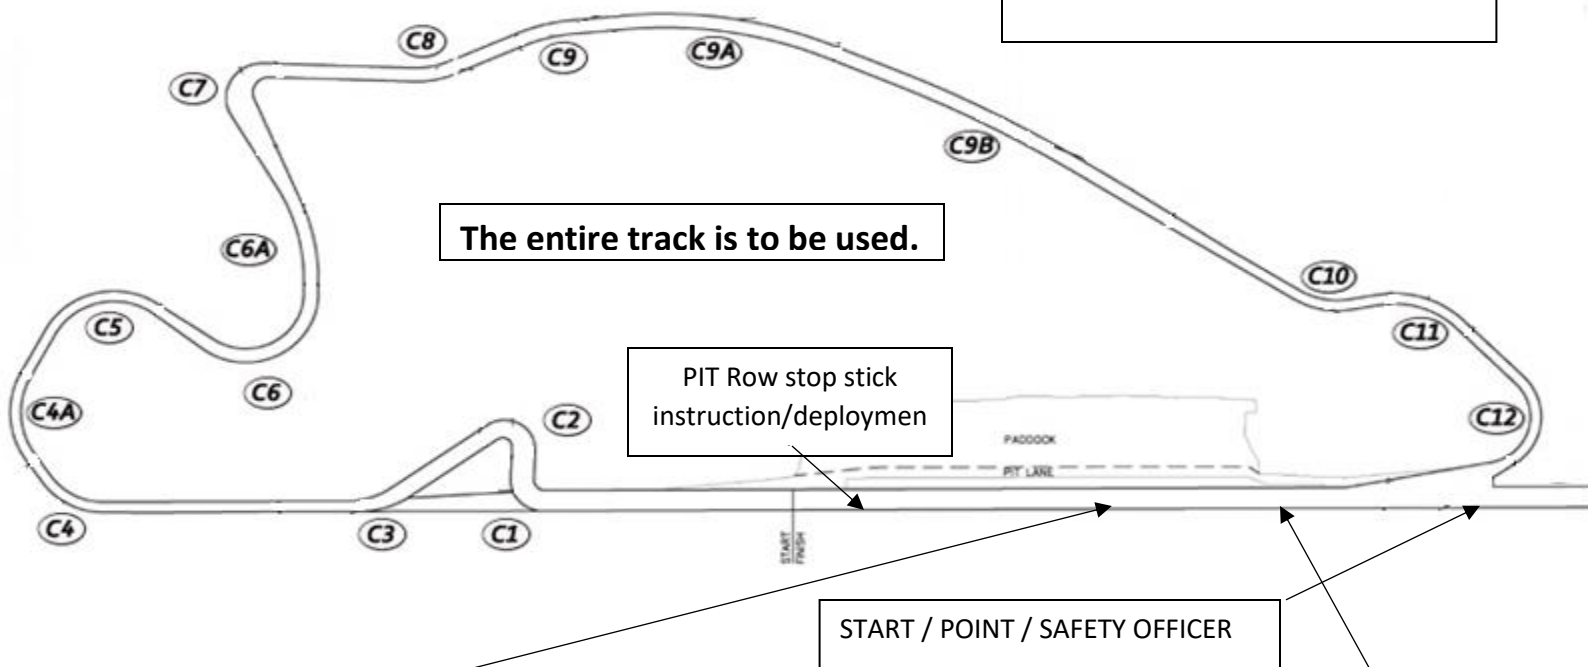 C8
C9
C9A
C7
C9B
The entire track is to be used.
C6A
C10
C5
C11
PIT Row stop stick
instruction/deploymen
C6
C4A
C2
C12
PADDOCK
PIT LANE
C4
C3
C1
START
FINISH
START / POINT / SAFETY OFFICER